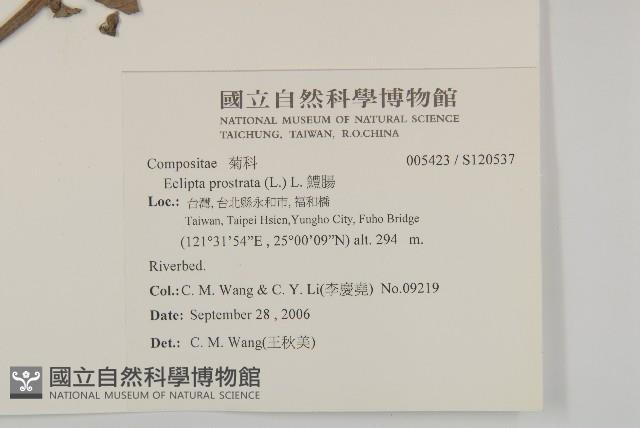 國立自然科學博物館
NATIONAL MUSEUM OF NATURAL SCIENCE
TAICHUNG, TAIWAN, R.O.CHINA
Compositae 菊科 005423 / S120537
Eclipta prostrata (L.) L. 鱧腸
Loc.: 台灣, 台北縣永和市, 福和橋
Taiwan, Taipei Hsien,Yungho City, Fuho Bridge
(121°31'54"E , 25°00'09"N) alt. 294 m.
Riverbed.
Col.: C. M. Wang & C. Y. Li(李慶堯) No.09219
Date: September 28 , 2006
Det.: C. M. Wang(王秋美)
國立自然科學博物館
NATIONAL MUSEUM OF NATURAL SCIENCE